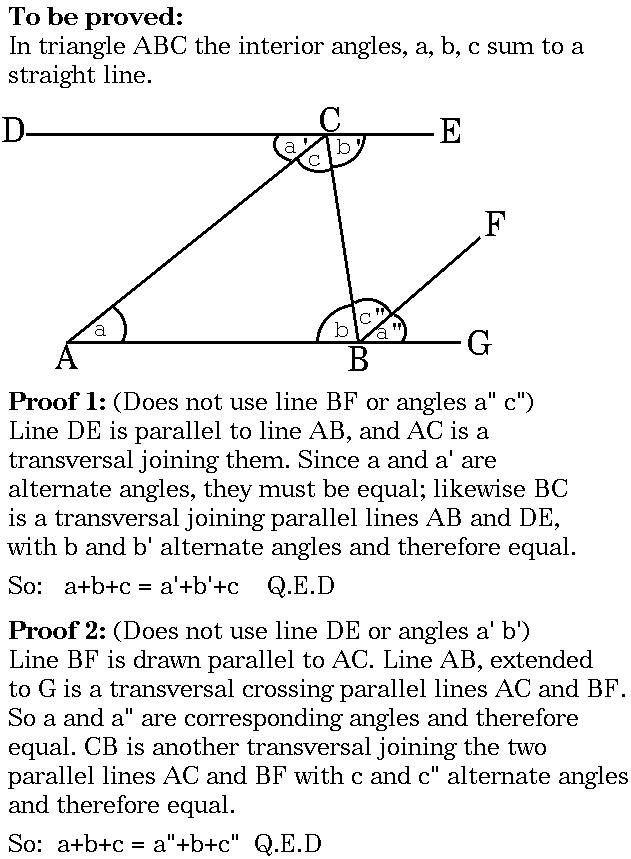 To be proved:
In triangle ABC the interior angles, a, b, c sum to a
straight line.
D C E
a' c b'
F
a b c" a"
A B G
Proof 1: (Does not use line BF or angles a" c")
Line DE is parallel to line AB, and AC is a
transversal joining them. Since a and a' are
alternate angles, they must be equal; likewise BC
is a transversal joining parallel lines AB and DE,
with b and b' alternate angles and therefore equal.
So: a+b+c = a'+b'+c Q.E.D
Proof 2: (Does not use line DE or angles a' b')
Line BF is drawn parallel to AC. Line AB, extended
to G is a transversal crossing parallel lines AC and BF.
So a and a" are corresponding angles and therefore
equal. CB is another transversal joining the two
parallel lines AC and BF with c and c" alternate angles
and therefore equal.
So: a+b+c = a"+b+c" Q.E.D